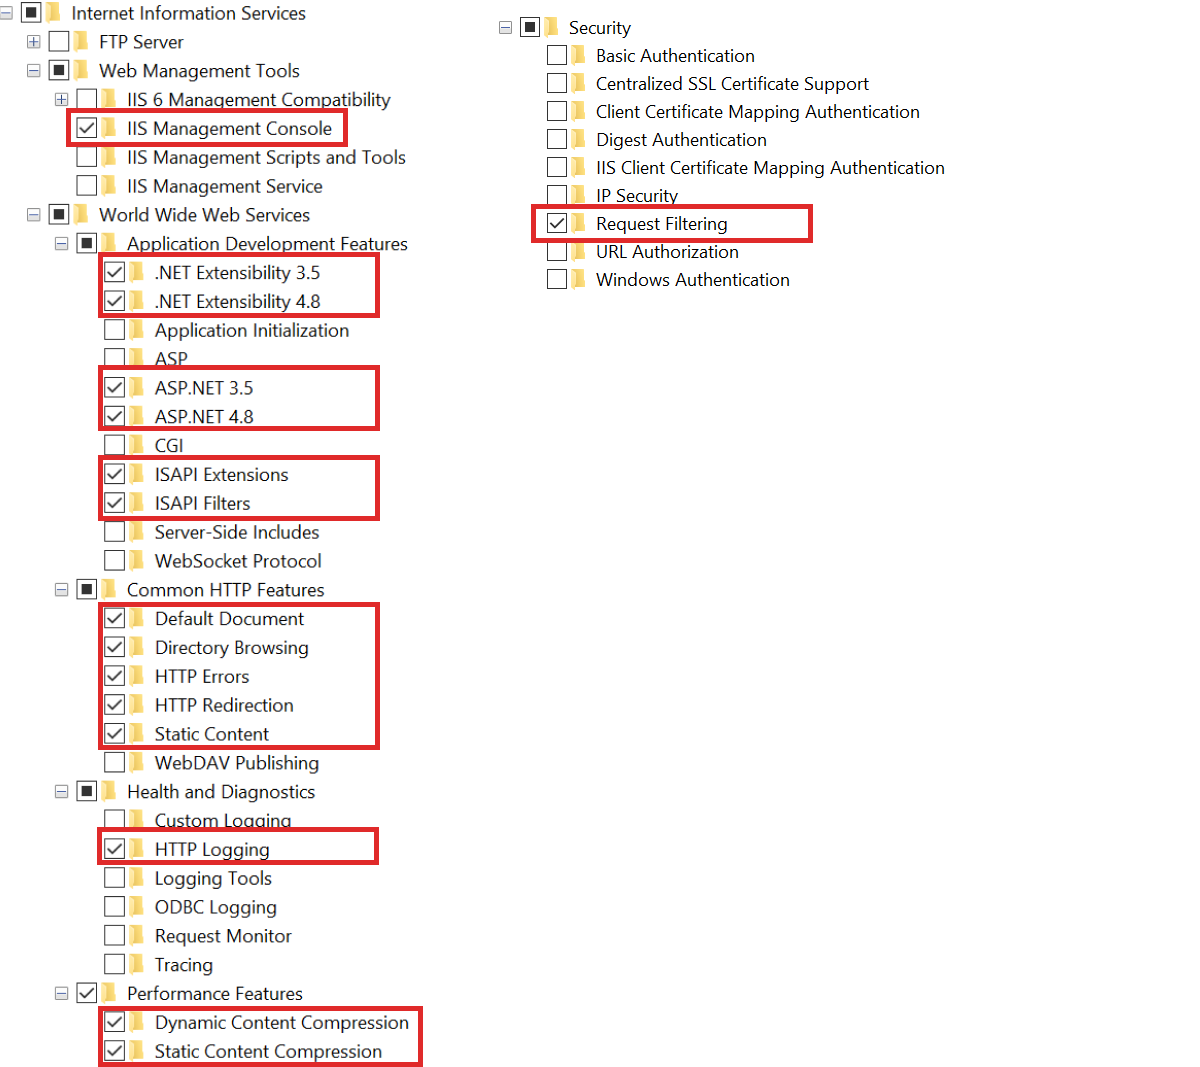 Internet Information Services
FTP Server
Web Management Tools
IIS 6 Management Compatibility
IIS Management Console
IIS Management Scripts and Tools
IIS Management Service
World Wide Web Services
Application Development Features
.NET Extensibility 3.5
.NET Extensibility 4.8
Application Initialization
ASP
ASP.NET 3.5
ASP.NET 4.8
CGI
ISAPI Extensions
ISAPI Filters
Server-Side Includes
WebSocket Protocol
Common HTTP Features
Default Document
Directory Browsing
HTTP Errors
HTTP Redirection
Static Content
WebDAV Publishing
Health and Diagnostics
Custom Logging
HTTP Logging
Logging Tools
ODBC Logging
Request Monitor
Tracing
Performance Features
Dynamic Content Compression
Static Content Compression
Security
Basic Authentication
Centralized SSL Certificate Support
Client Certificate Mapping Authentication
Digest Authentication
IIS Client Certificate Mapping Authentication
IP Security
Request Filtering
URL Authorization
Windows Authentication